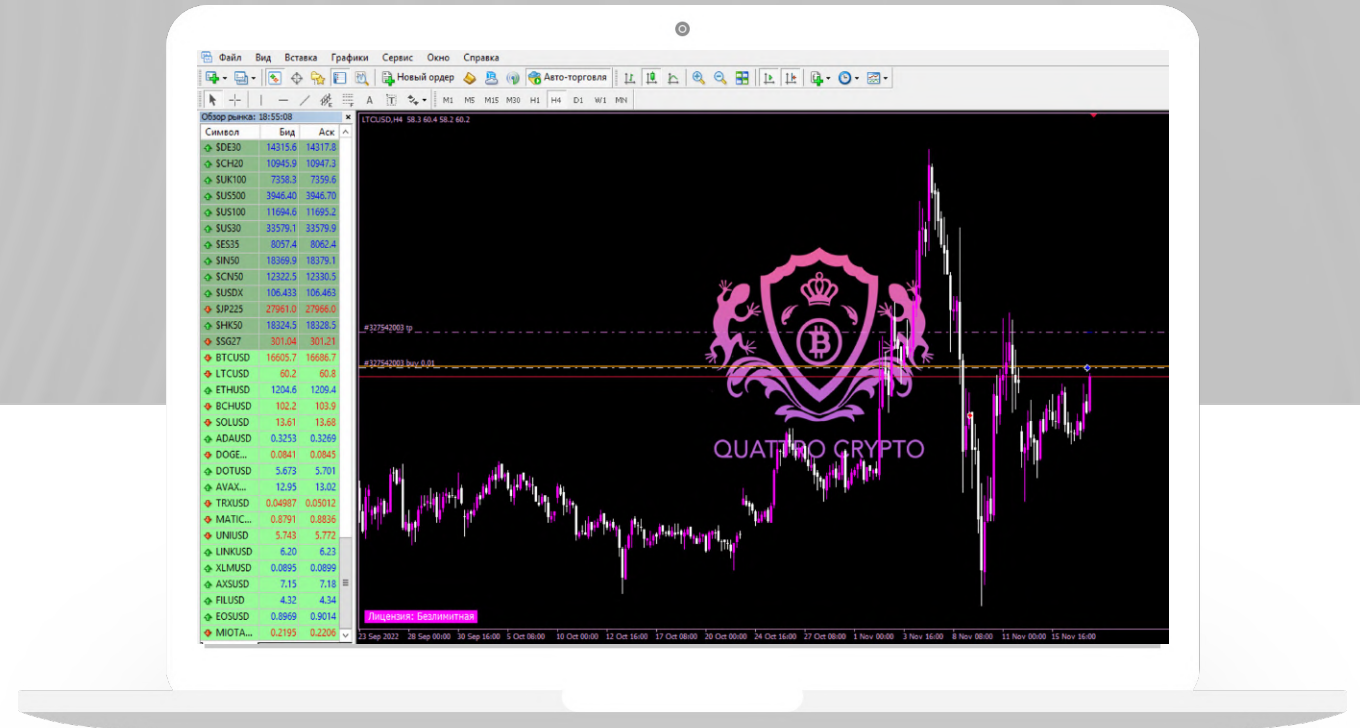 Файл Вид Вставка Графики Сервис Окно Справка
Новый ордер Авто-торговля
A T M1 M5 M15 M30 H1 H4 D1 W1 MN
Обзор рынка: 18:55:08
Символ Бид Аск
$DE30 14315.6 14317.8
$CH20 10945.9 10947.3
$UK100 7358.3 7359.6
$US500 3946.40 3946.70
$US100 11694.6 11695.2
$US30 33579.1 33579.9
$ES35 8057.4 8062.4
$IN50 18369.9 18379.1
$CN50 12322.5 12330.5
$USDX 106.433 106.463
$JP225 27961.0 27966.0
$HK50 18324.5 18328.5
$SG27 301.04 301.21
BTCUSD 16605.7 16686.7
LTCUSD 60.2 60.8
ETHUSD 1204.6 1209.4
BCHUSD 102.2 103.9
SOLUSD 13.61 13.68
ADAUSD 0.3253 0.3269
DOGE... 0.0841 0.0845
DOTUSD 5.673 5.701
AVAX... 12.95 13.02
TRXUSD 0.04987 0.05012
MATIC... 0.8791 0.8836
UNIUSD 5.743 5.772
LINKUSD 6.20 6.23
XLMUSD 0.0895 0.0899
AXSUSD 7.15 7.18
FILUSD 4.32 4.34
EOSUSD 0.8969 0.9014
MIOTA... 0.2195 0.2206
LTCUSD,H4 58.3 60.4 58.2 60.2
#327542003 tp
#327542003 buy 0.01
B
QUATTRO CRYPTO
Лицензия: Безлимитная
23 Sep 2022 28 Sep 00:00 30 Sep 16:00 5 Oct 08:00 10 Oct 00:00 12 Oct 16:00 17 Oct 08:00 20 Oct 00:00 24 Oct 16:00 27 Oct 08:00 1 Nov 00:00 3 Nov 16:00 8 Nov 08:00 11 Nov 00:00 15 Nov 16:00